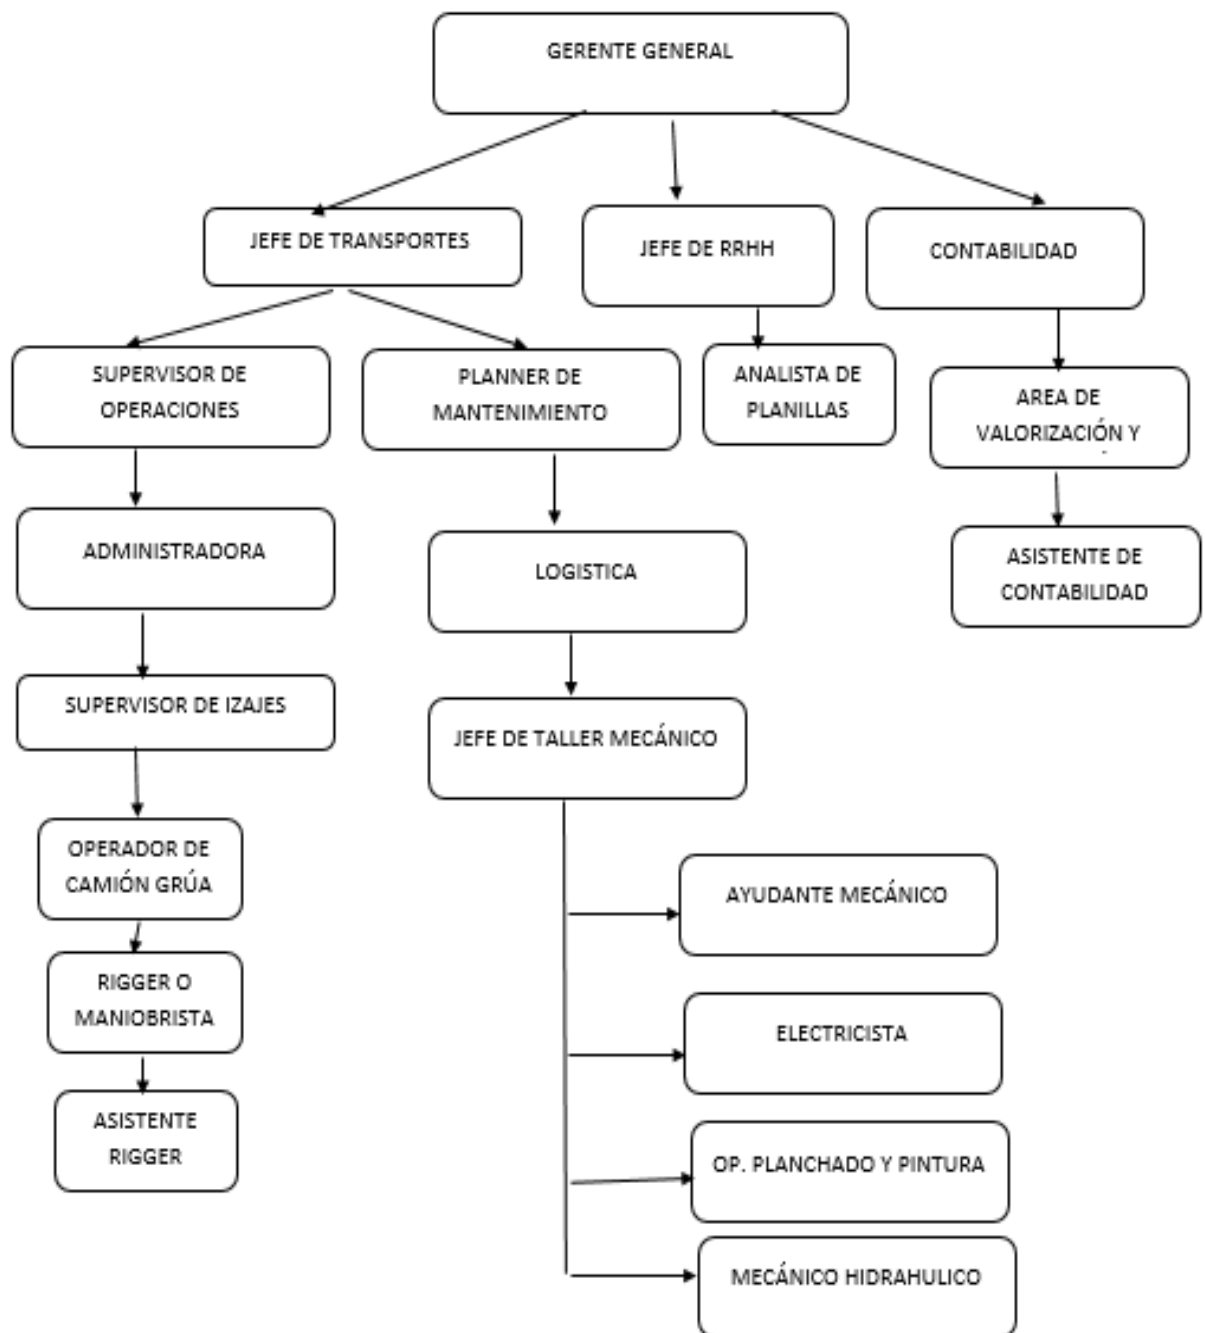 GERENTE GENERAL
JEFE DE TRANSPORTES
JEFE DE RRHH
CONTABILIDAD
SUPERVISOR DE
OPERACIONES
PLANNER DE
MANTENIMIENTO
ANALISTA DE
PLANILLAS
AREA DE
VALORIZACIÓN Y
ADMINISTRADORA
LOGISTICA
ASISTENTE DE
CONTABILIDAD
SUPERVISOR DE IZAJES
JEFE DE TALLER MECÁNICO
OPERADOR DE
CAMIÓN GRÚA
AYUDANTE MECÁNICO
RIGGER O
MANIOBRISTA
ELECTRICISTA
ASISTENTE
RIGGER
OP. PLANCHADO Y PINTURA
MECÁNICO HIDRAHULICO